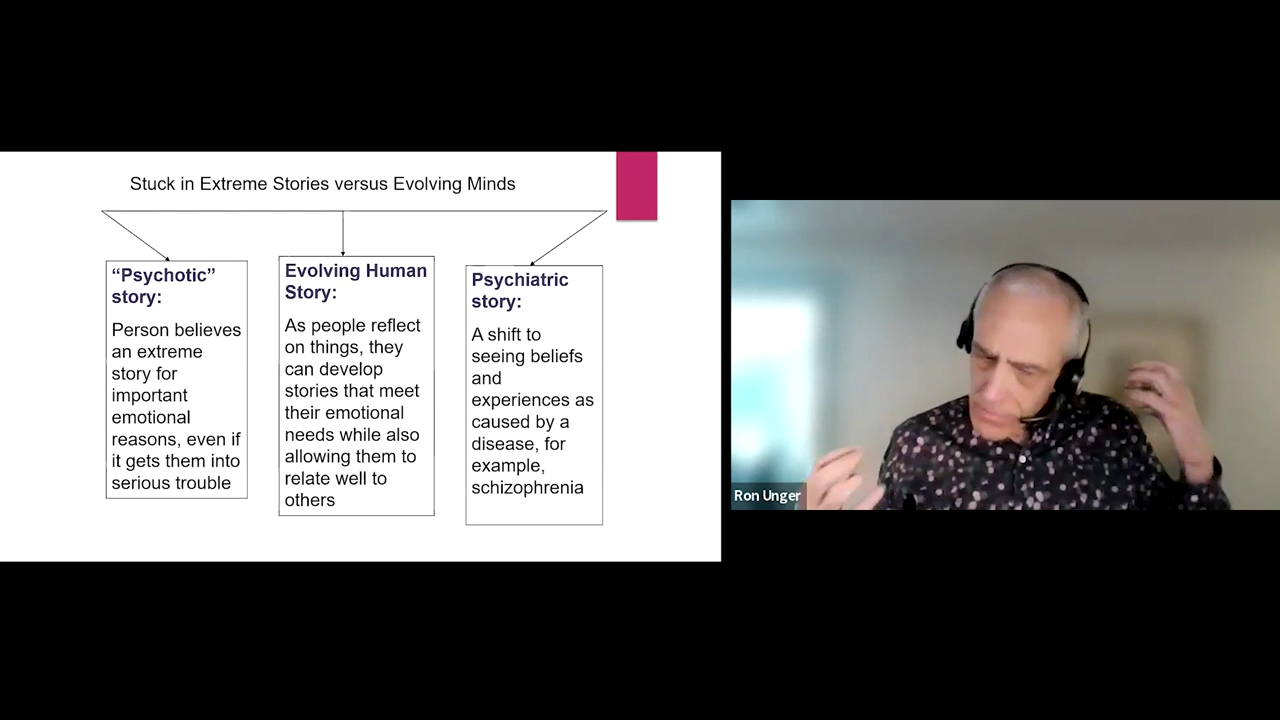 Stuck in Extreme Stories versus Evolving Minds
“Psychotic”
story:
Person believes
an extreme
story for
important
emotional
reasons, even if
it gets them into
serious trouble
Evolving Human
Story:
As people reflect
on things, they
can develop
stories that meet
their emotional
needs while also
allowing them to
relate well to
others
Psychiatric
story:
A shift to
seeing beliefs
and
experiences as
caused by a
disease, for
example,
schizophrenia
Ron Unger